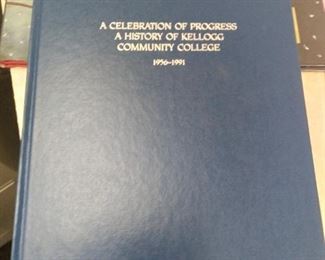 A CELEBRATION OF PROGRESS
A HISTORY OF KELLOGG
COMMUNITY COLLEGE
1956-1991